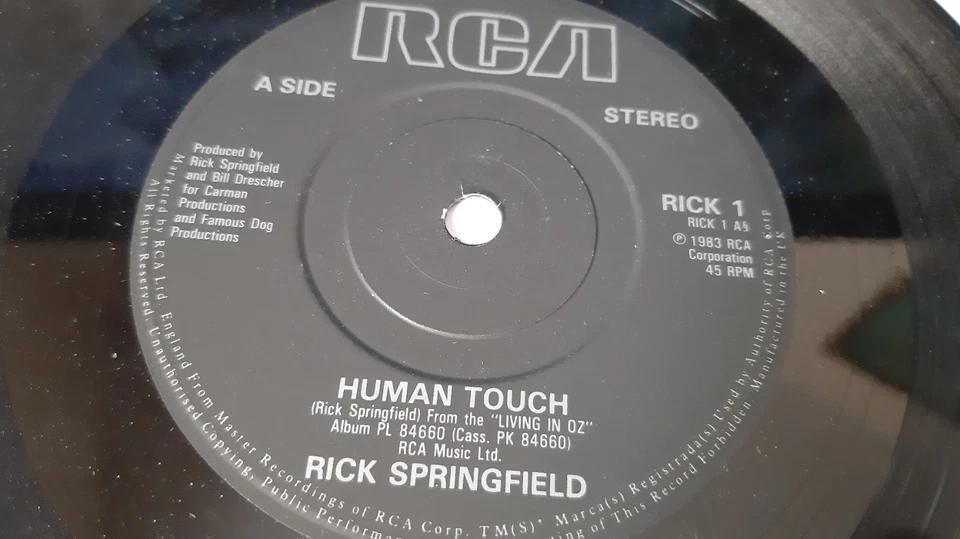 RCA
A SIDE
STEREO
Produced by
Rick Springfield
and Bill Drescher
for Carman
Productions
and Famous Dog
Productions
RICK 1
RICK 1 A§
Ⓟ 1983 RCA
Corporation
45 RPM
HUMAN TOUCH
(Rick Springfield) From the "LIVING IN OZ"
Album PL 84660 (Cass. PK 84660)
RCA Music Ltd.
RICK SPRINGFIELD
Marketed by RCA Ltd. England From Master Recordings of RCA Corp. TM(S)® Marca(s) Registrada(s) Used by Authority of RCA Corp
All Rights Reserved. Unauthorised Copying, Public Performance ing of This Record Forbidden. Manufactured in the UK